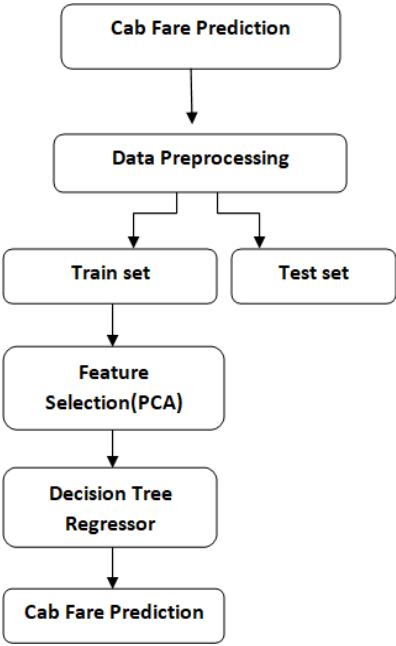 Cab Fare Prediction
Data Preprocessing
Train set
Test set
Feature
Selection(PCA)
Decision Tree
Regressor
Cab Fare Prediction